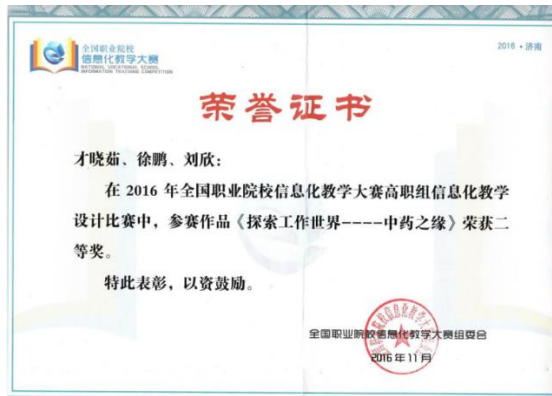 全国职业院校
信息化教学大赛
NATIONAL VOCATIONAL SCHOOL
INFORMATION TEACHING COMPETITION
2016·济南
荣誉证书
才晓茹、徐鹏、刘欣:
在 2016 年全国职业院校信息化教学大赛高职组信息化教学
设计比赛中,参赛作品《探索工作世界----中药之缘》荣获二
等奖。
特此表彰,以资鼓励。
全国职业院校信息化教学大赛组委会
2016 年 11 月